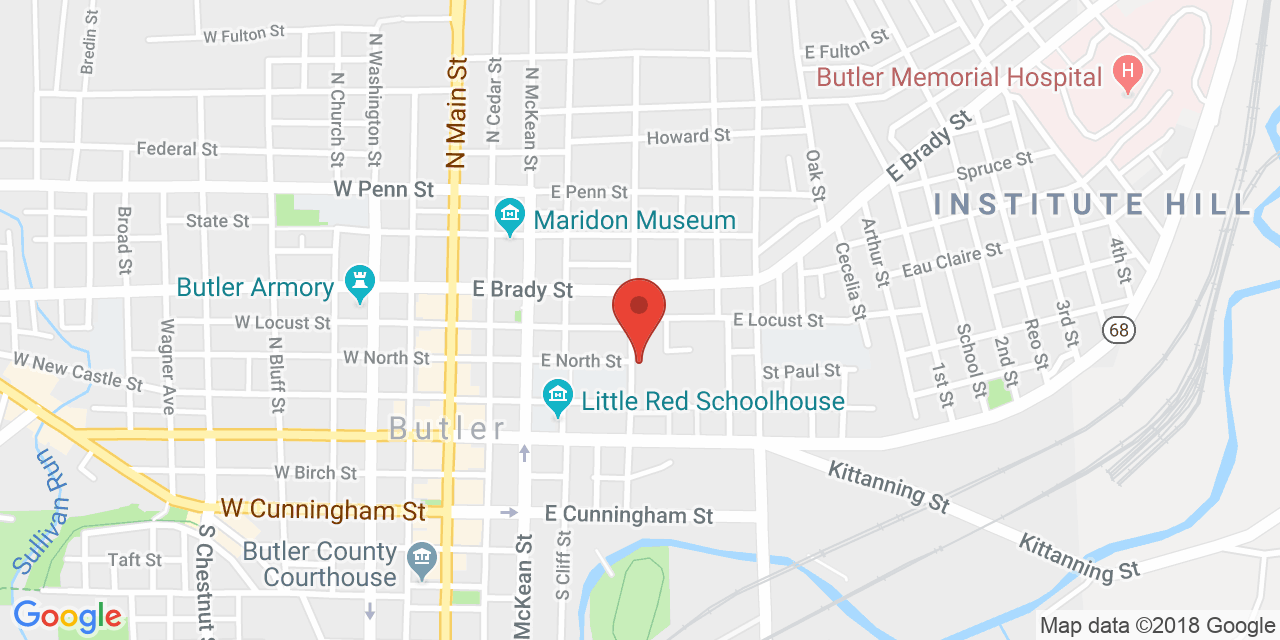 Bredin St
W Fulton St
N Washington St
N Church St
N Main St
N Cedar St
N McKean St
E Fulton St
Butler Memorial Hospital
H
Howard St
Federal St
E Brady St
Oak St
Spruce St
W Penn St
E Penn St
INSTITUTE HILL
State St
Maridon Museum
Broad St
Arthur St
Cecelia St
Eau Claire St
4th St
Butler Armory
E Brady St
W Locust St
E Locust St
3rd St
Reo St
68
Wagner Ave
N Bluff St
W North St
E North St
School St
2nd St
W New Castle St
St Paul St
1st St
Little Red Schoolhouse
Butler
Sullivan Run
W Birch St
Kittanning St
W Cunningham St
E Cunningham St
S Chestnut S
Taft St
Butler County
Courthouse
McKean St
S Cliff St
Kittanning St
Google
Map data ©2018 Google